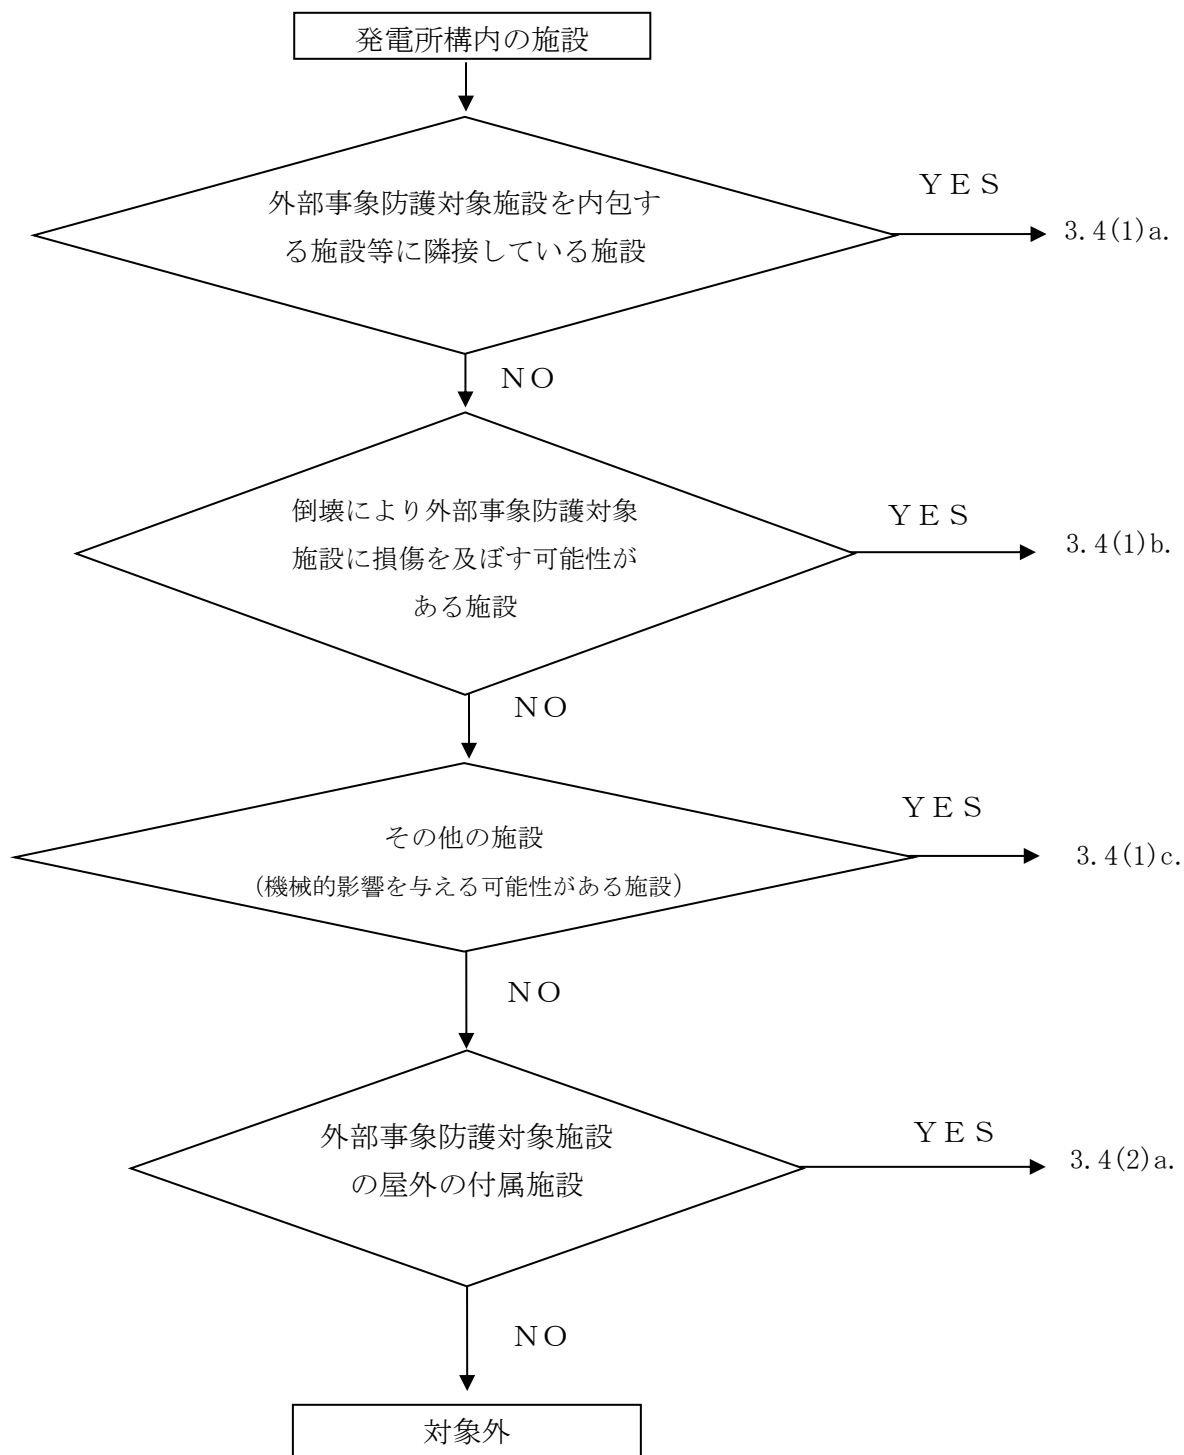 発電所構内の施設
外部事象防護対象施設を内包す
る施設等に隣接している施設
ＹＥＳ
3.4(1)a.
ＮＯ
倒壊により外部事象防護対象
施設に損傷を及ぼす可能性が
ある施設
ＹＥＳ
3.4(1)b.
ＮＯ
その他の施設
（機械的影響を与える可能性がある施設）
ＹＥＳ
3.4(1)c.
ＮＯ
外部事象防護対象施設
の屋外の付属施設
ＹＥＳ
3.4(2)a.
ＮＯ
対象外